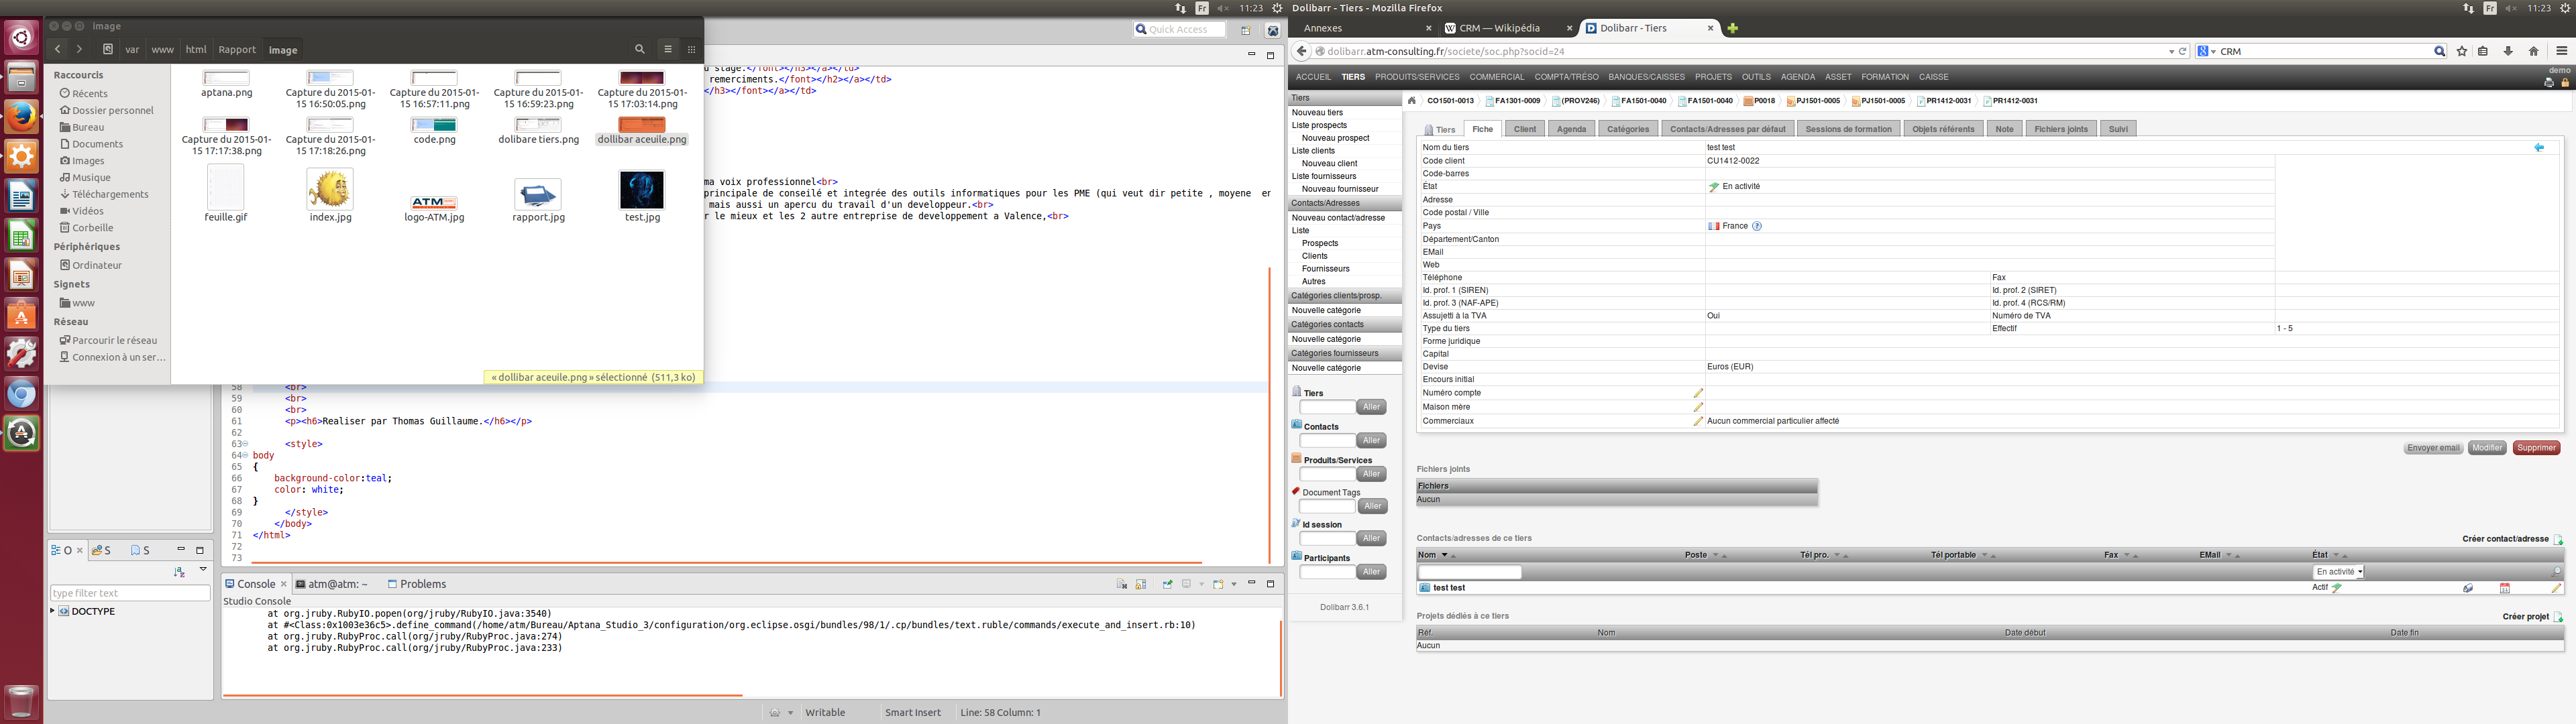 Fr
11:23
Image
var
www
html
Rapport
image
Raccourcis
Récents
Dossier personnel
Bureau
Documents
Images
Musique
Téléchargements
Vidéos
Corbeille
Périphériques
Ordinateur
Signets
www
Réseau
Parcourir le réseau
Connexion à un ser…
aptana.png
Capture du 2015-01-15 16:50:05.png
Capture du 2015-01-15 16:57:11.png
Capture du 2015-01-15 16:59:23.png
Capture du 2015-01-15 17:03:14.png
Capture du 2015-01-15 17:17:38.png
Capture du 2015-01-15 17:18:26.png
code.png
dolibare tiers.png
dollibar aceuile.png
feuille.gif
index.jpg
ATM
logo-ATM.jpg
rapport.jpg
test.jpg
« dollibar aceuile.png » sélectionné (511,3 ko)
Quick Access
u stage.</font></h3></a></td>
remerciments.</font></h2></a></td>
</h3></font></a></td>
ma voix professionnel<br>
principale de conseilé et integrée des outils informatiques pour les PME (qui veut dir petite , moyene en
mais aussi un apercu du travail d'un developpeur.<br>
r le mieux et les 2 autre entreprise de developpement a Valence,<br>
58 <br>
59 <br>
60 <br>
61 <p><h6>Realiser par Thomas Guillaume.</h6></p>
62
63 <style>
64 body
65 {
66 background-color:teal;
67 color: white;
68 }
69 </style>
70 </body>
71 </html>
72
73
O
S
S
type filter text
DOCTYPE
Console
atm@atm: ~
Problems
Studio Console
at org.jruby.RubyIO.popen(org/jruby/RubyIO.java:3540)
at #<Class:0x1003e36c5>.define_command(/home/atm/Bureau/Aptana_Studio_3/configuration/org.eclipse.osgi/bundles/98/1/.cp/bundles/text.ruble/commands/execute_and_insert.rb:10)
at org.jruby.RubyProc.call(org/jruby/RubyProc.java:274)
at org.jruby.RubyProc.call(org/jruby/RubyProc.java:233)
Writable
Smart Insert
Line: 58 Column: 1
Dolibarr - Tiers - Mozilla Firefox
Fr
11:23
Annexes
CRM — Wikipédia
Dolibarr - Tiers
dolibarr.atm-consulting.fr/societe/soc.php?socid=24
CRM
ACCUEIL TIERS PRODUITS/SERVICES COMMERCIAL COMPTA/TRÉSO BANQUES/CAISSES PROJETS OUTILS AGENDA ASSET FORMATION CAISSE
demo
Tiers
Nouveau tiers
Liste prospects
Nouveau prospect
Liste clients
Nouveau client
Liste fournisseurs
Nouveau fournisseur
Contacts/Adresses
Nouveau contact/adresse
Liste
Prospects
Clients
Fournisseurs
Autres
Catégories clients/prosp.
Nouvelle catégorie
Catégories contacts
Nouvelle catégorie
Catégories fournisseurs
Nouvelle catégorie
Tiers
Aller
Contacts
Aller
Produits/Services
Aller
Document Tags
Aller
Id session
Aller
Participants
Aller
Dolibarr 3.6.1
CO1501-0013 FA1301-0009 (PROV246) FA1501-0040 FA1501-0040 P0018 PJ1501-0005 PJ1501-0005 PR1412-0031 PR1412-0031
Tiers Fiche Client Agenda Catégories Contacts/Adresses par défaut Sessions de formation Objets référents Note Fichiers joints Suivi
Nom du tiers test test
Code client CU1412-0022
Code-barres
État En activité
Adresse
Code postal / Ville
Pays France
Département/Canton
EMail
Web
Téléphone Fax
Id. prof. 1 (SIREN) Id. prof. 2 (SIRET)
Id. prof. 3 (NAF-APE) Id. prof. 4 (RCS/RM)
Assujetti à la TVA Oui Numéro de TVA
Type du tiers Effectif 1 - 5
Forme juridique
Capital
Devise Euros (EUR)
Encours initial
Numéro compte
Maison mère
Commerciaux Aucun commercial particulier affecté
Envoyer email Modifier Supprimer
Fichiers joints
Fichiers
Aucun
Contacts/adresses de ce tiers Créer contact/adresse
Nom Poste Tél pro. Tél portable Fax EMail État
En activité
test test Actif
Projets dédiés à ce tiers Créer projet
Réf. Nom Date début Date fin
Aucun